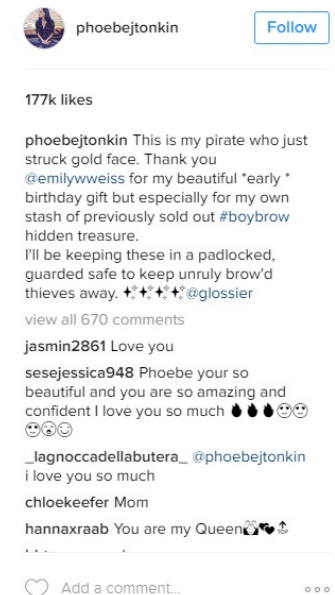 phoebejtonkin
Follow
177k likes
phoebejtonkin This is my pirate who just
struck gold face. Thank you
@emilywweiss for my beautiful *early *
birthday gift but especially for my own
stash of previously sold out #boybrow
hidden treasure.
I'll be keeping these in a padlocked,
guarded safe to keep unruly brow'd
thieves away. ✨✨✨✨@glossier
view all 670 comments
jasmin2861 Love you
sesejessica948 Phoebe your so
beautiful and you are so amazing and
confident I love you so much
_lagnoccadellabutera_ @phoebejtonkin
i love you so much
chloekeefer Mom
hannaxraab You are my Queen
Add a comment...